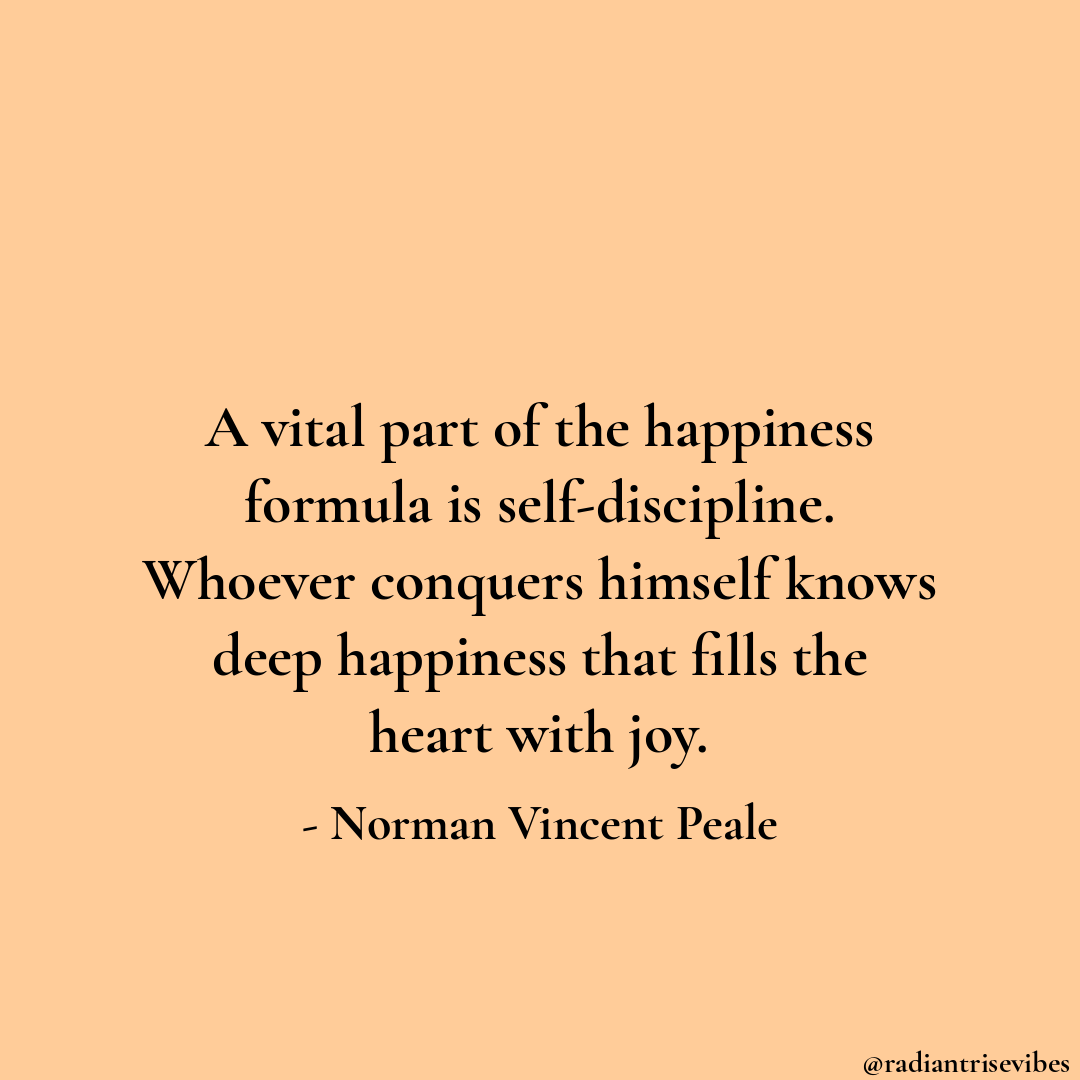 A vital part of the happiness
formula is self-discipline.
Whoever conquers himself knows
deep happiness that fills the
heart with joy.
- Norman Vincent Peale
@radiantrisevibes